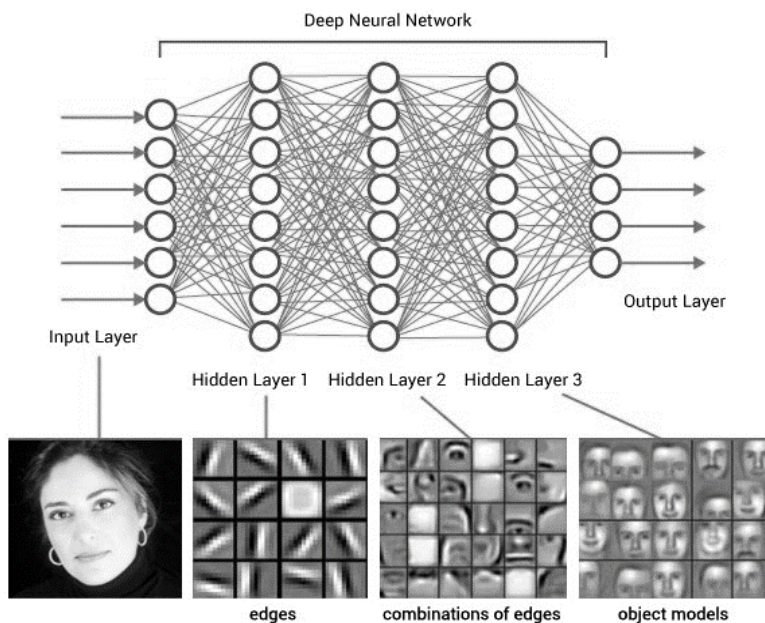 Deep Neural Network
Input Layer
Output Layer
Hidden Layer 1
Hidden Layer 2
Hidden Layer 3
edges
combinations of edges
object models